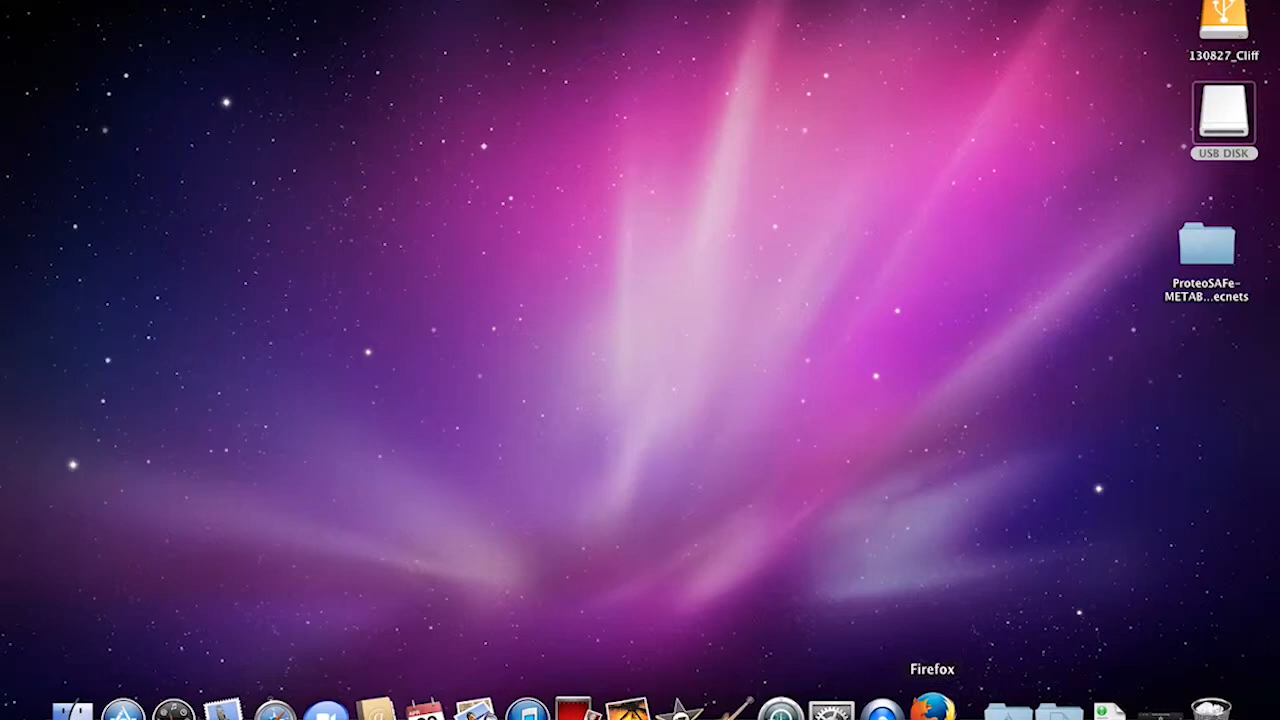 130827_Cliff
USB DISK
ProteoSAFe-
METAB...ecnets
Firefox